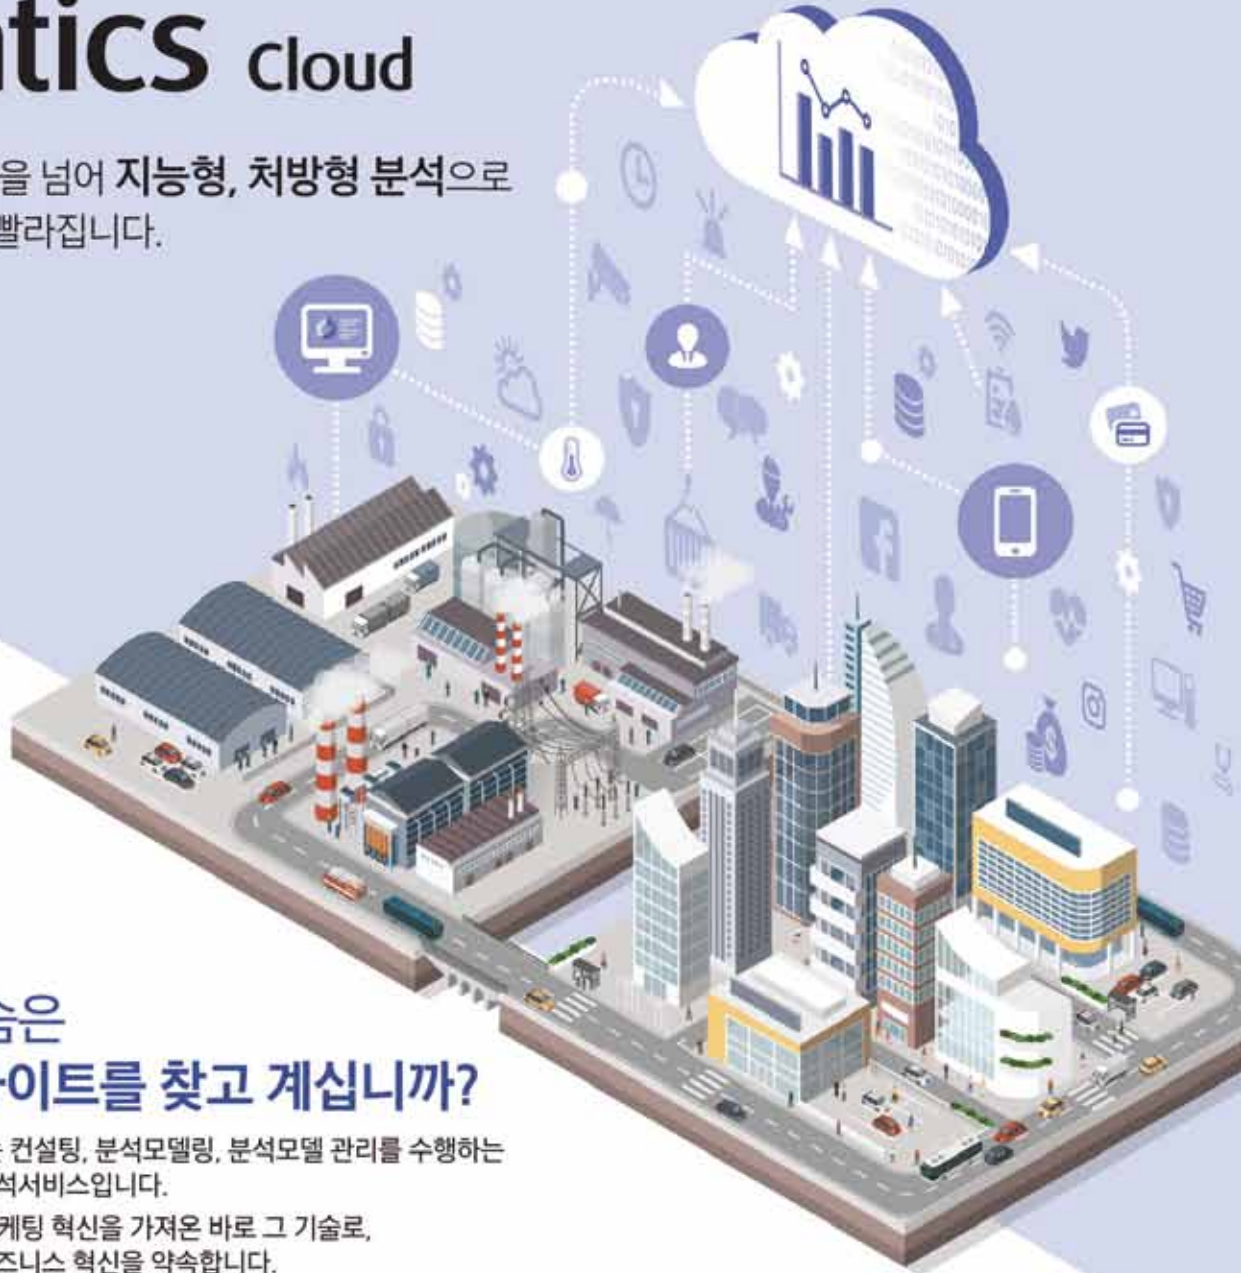 tics Cloud
을 넘어 지능형, 처방형 분석으로
빨라집니다.
숨은
이트를 찾고 계십니까?
컨설팅, 분석모델링, 분석모델 관리를 수행하는
석서비스입니다.
케팅 혁신을 가져온 바로 그 기술로,
즈니스 혁신을 약속합니다.